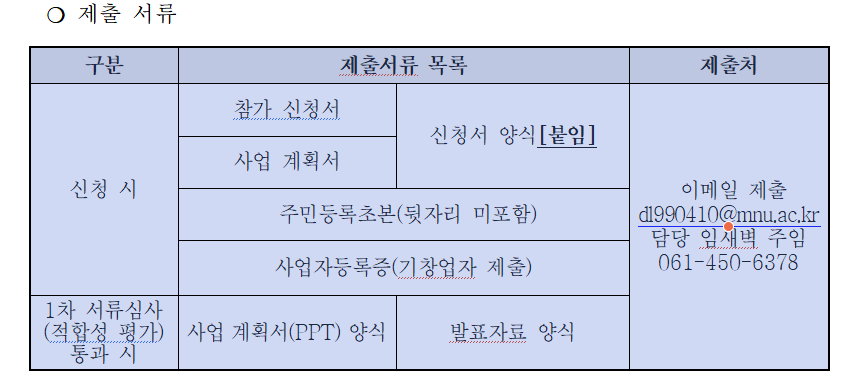 ❍ 제출 서류
구분
제출서류 목록
제출처
신청 시
참가 신청서
신청서 양식[붙임]
사업 계획서
주민등록초본(뒷자리 미포함)
사업자등록증(기창업자 제출)
이메일 제출
dl990410@mnu.ac.kr
담당 임새벽 주임
061-450-6378
1차 서류심사
(적합성 평가)
통과 시
사업 계획서(PPT) 양식
발표자료 양식